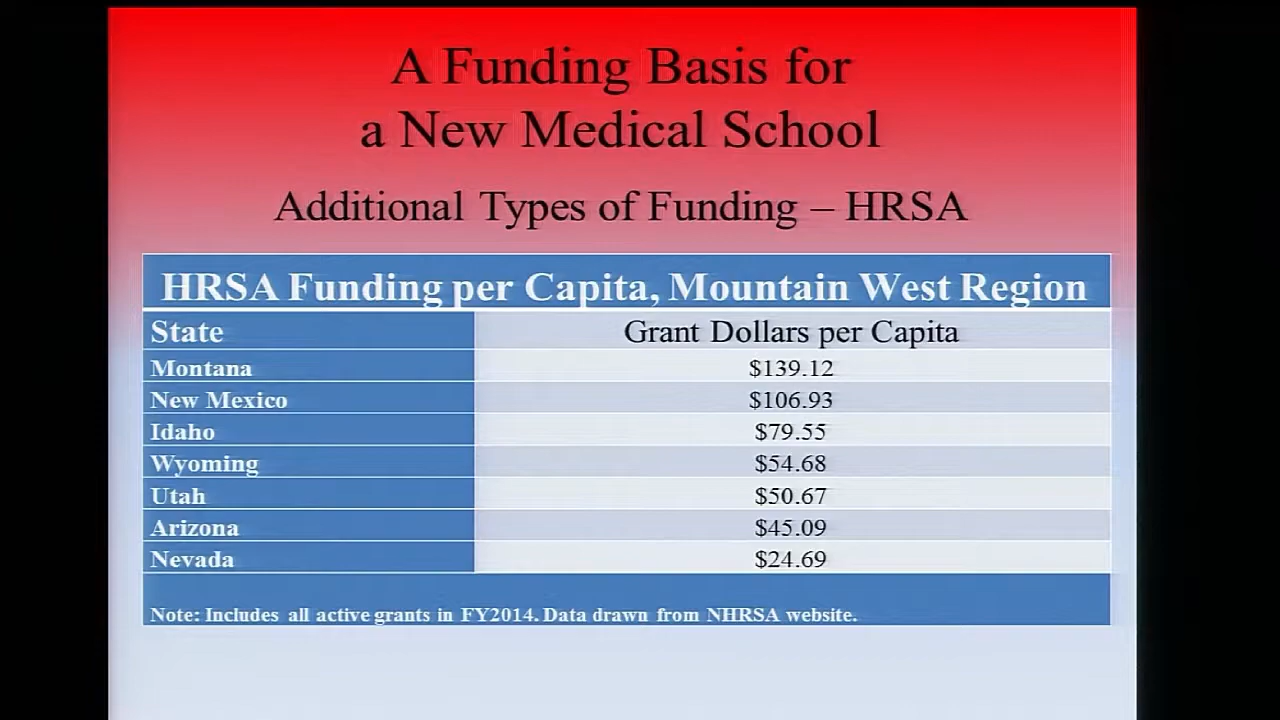 A Funding Basis for
a New Medical School
Additional Types of Funding – HRSA
HRSA Funding per Capita, Mountain West Region
State Grant Dollars per Capita
Montana $139.12
New Mexico $106.93
Idaho $79.55
Wyoming $54.68
Utah $50.67
Arizona $45.09
Nevada $24.69
Note: Includes all active grants in FY2014. Data drawn from NHRSA website.